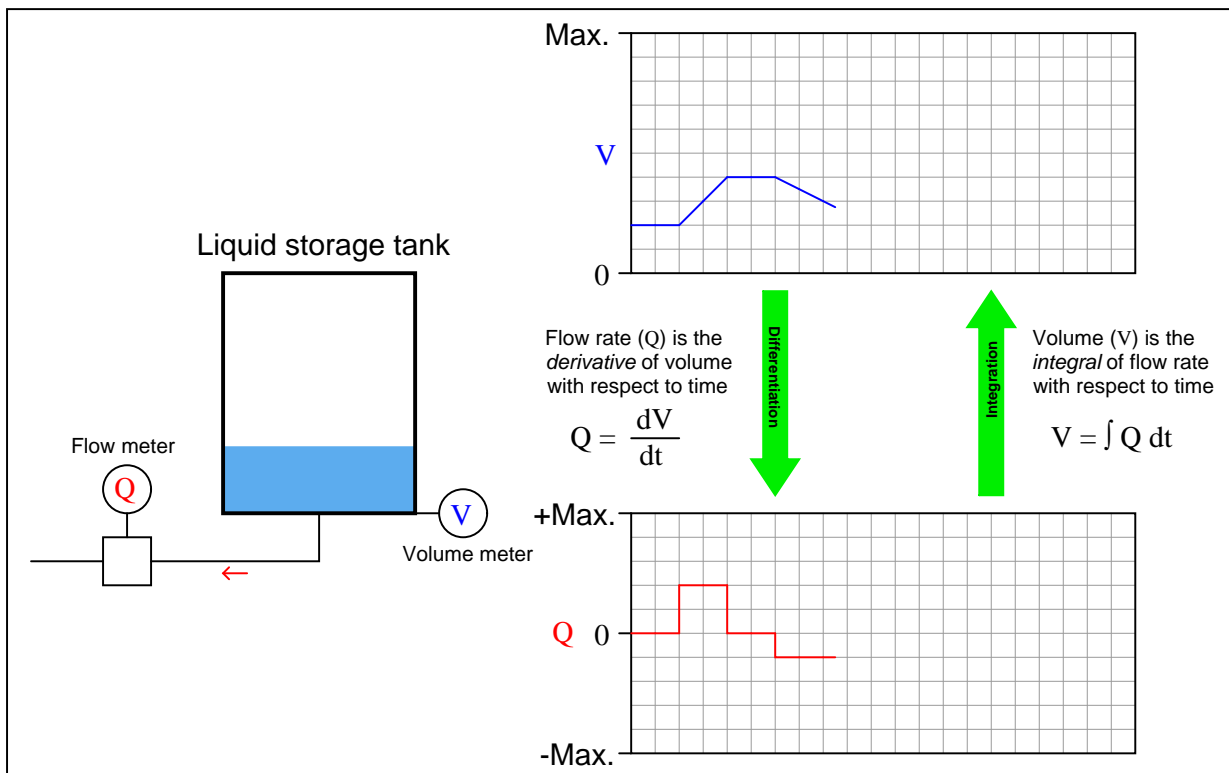 Max.
V
0
Liquid storage tank
Flow meter
Q
V
Volume meter
Flow rate (Q) is the
derivative of volume
with respect to time
Q = dV
dt
Differentiation
Integration
Volume (V) is the
integral of flow rate
with respect to time
V = ∫ Q dt
+Max.
Q 0
-Max.